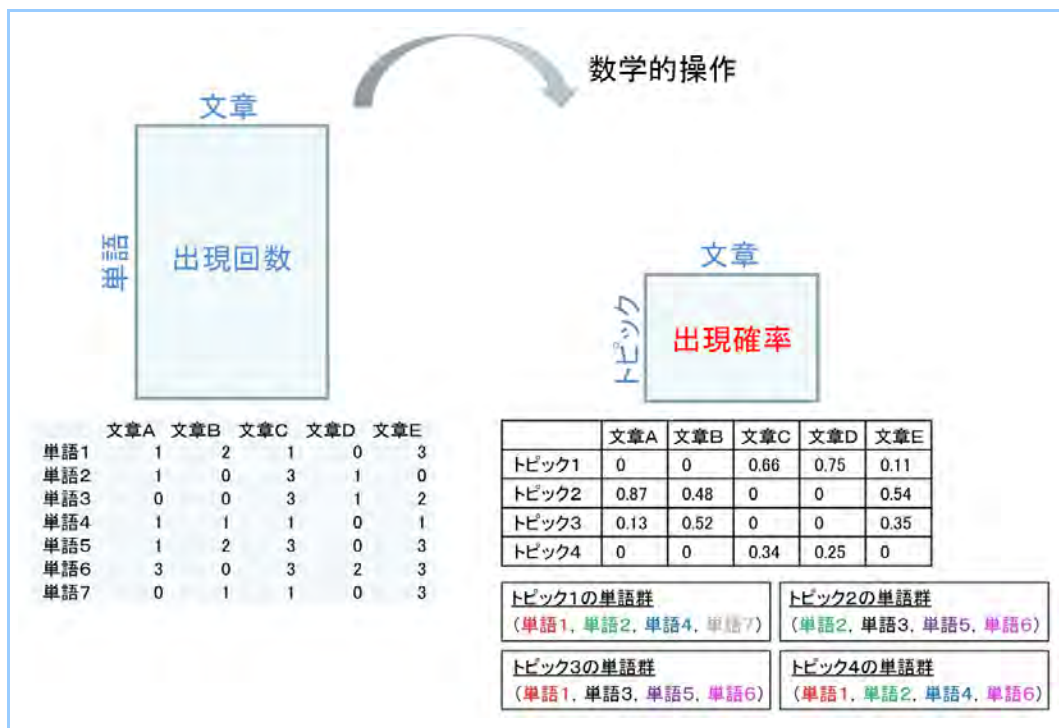 数学的操作
文章
単語
出現回数
文章
トピック
出現確率
文章A 文章B 文章C 文章D 文章E
単語1 1 2 1 0 3
単語2 1 0 3 1 0
単語3 0 0 3 1 2
単語4 1 1 1 0 1
単語5 1 2 3 0 3
単語6 3 0 3 2 3
単語7 0 1 1 0 3
文章A 文章B 文章C 文章D 文章E
トピック1 0 0 0.66 0.75 0.11
トピック2 0.87 0.48 0 0 0.54
トピック3 0.13 0.52 0 0 0.35
トピック4 0 0 0.34 0.25 0
トピック1の単語群
(単語1, 単語2, 単語4, 単語7)
トピック2の単語群
(単語2, 単語3, 単語5, 単語6)
トピック3の単語群
(単語1, 単語3, 単語5, 単語6)
トピック4の単語群
(単語1, 単語2, 単語4, 単語6)